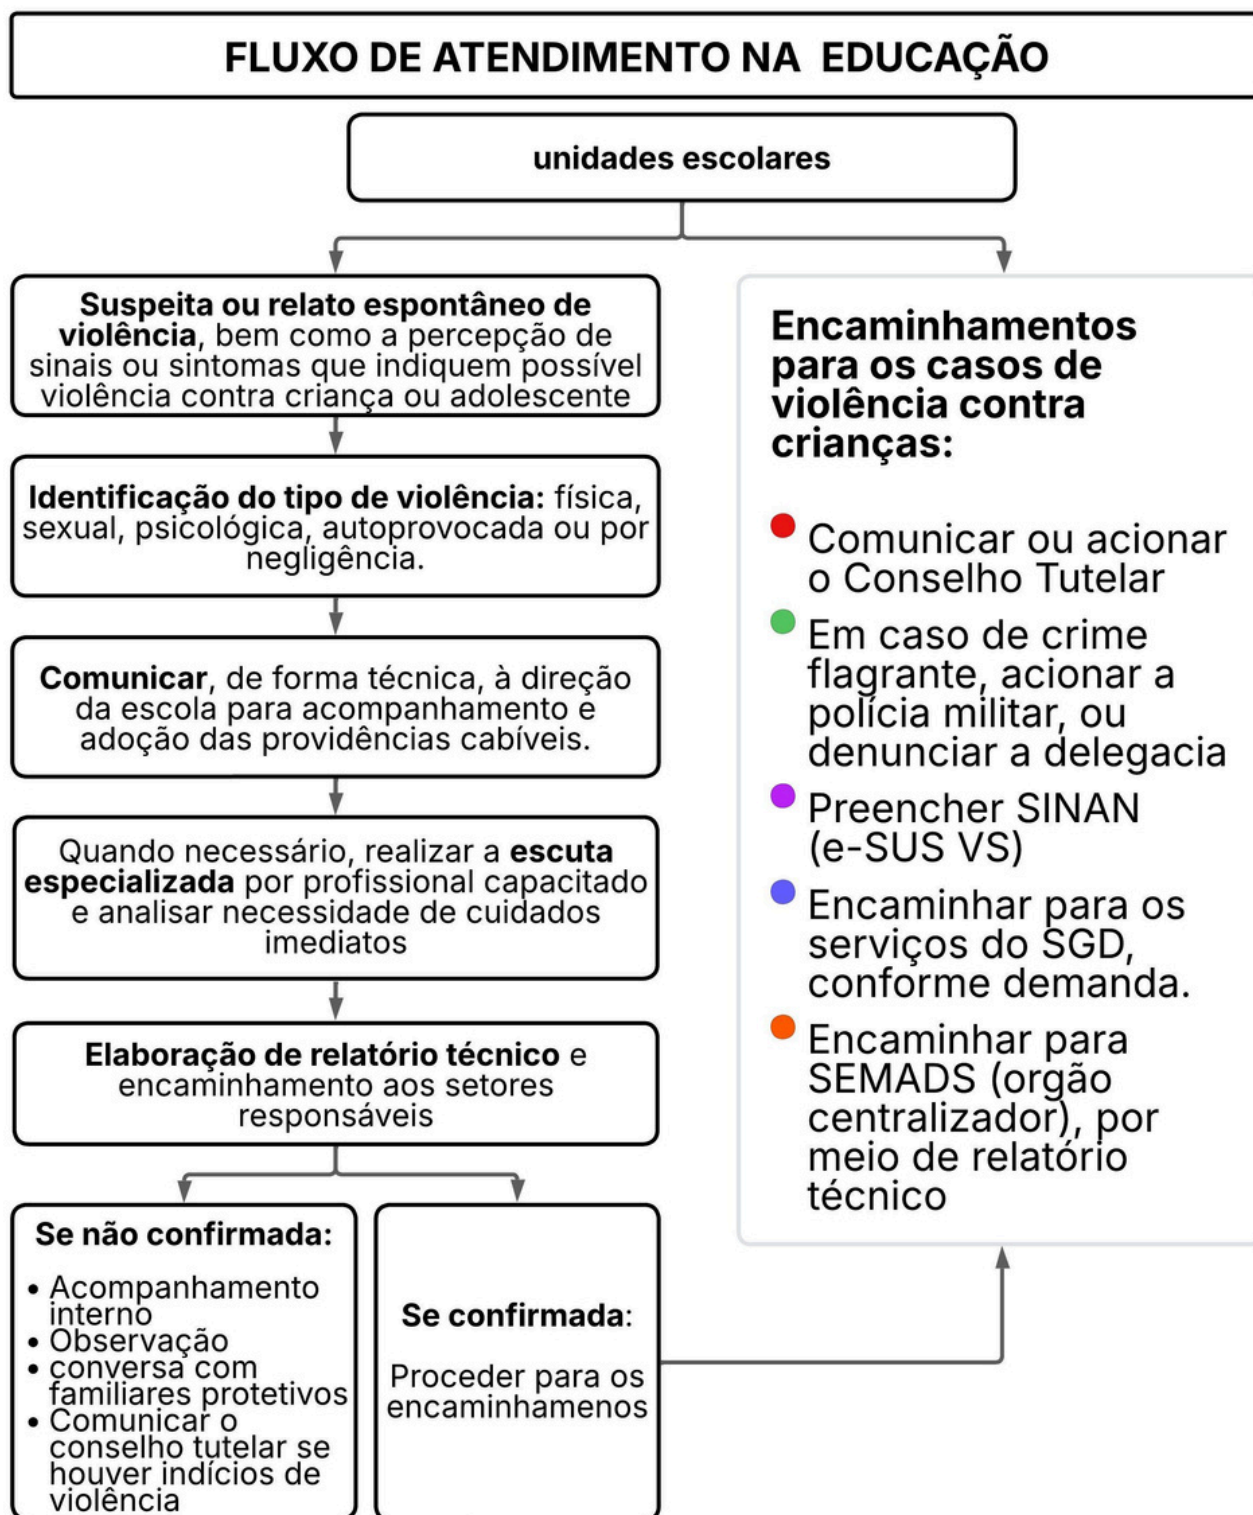 FLUXO DE ATENDIMENTO NA EDUCAÇÃO
unidades escolares
Suspeita ou relato espontâneo de
violência, bem como a percepção de
sinais ou sintomas que indiquem possível
violência contra criança ou adolescente
Identificação do tipo de violência: física,
sexual, psicológica, autoprovocada ou por
negligência.
Comunicar, de forma técnica, à direção
da escola para acompanhamento e
adoção das providências cabíveis.
Quando necessário, realizar a escuta
especializada por profissional capacitado
e analisar necessidade de cuidados
imediatos
Elaboração de relatório técnico e
encaminhamento aos setores
responsáveis
Se não confirmada:
• Acompanhamento
interno
• Observação
• conversa com
familiares protetivos
• Comunicar o
conselho tutelar se
houver indícios de
violência
Se confirmada:
Proceder para os
encaminhamenos
Encaminhamentos
para os casos de
violência contra
crianças:
Comunicar ou acionar
o Conselho Tutelar
Em caso de crime
flagrante, acionar a
polícia militar, ou
denunciar a delegacia
Preencher SINAN
(e-SUS VS)
Encaminhar para os
serviços do SGD,
conforme demanda.
Encaminhar para
SEMADS (orgão
centralizador), por
meio de relatório
técnico